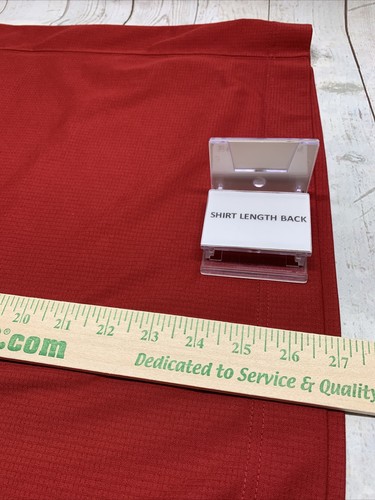 SHIRT LENGTH BACK
20 21 22 23 24 25 26 27
®.com
Dedicated to Service & Quality